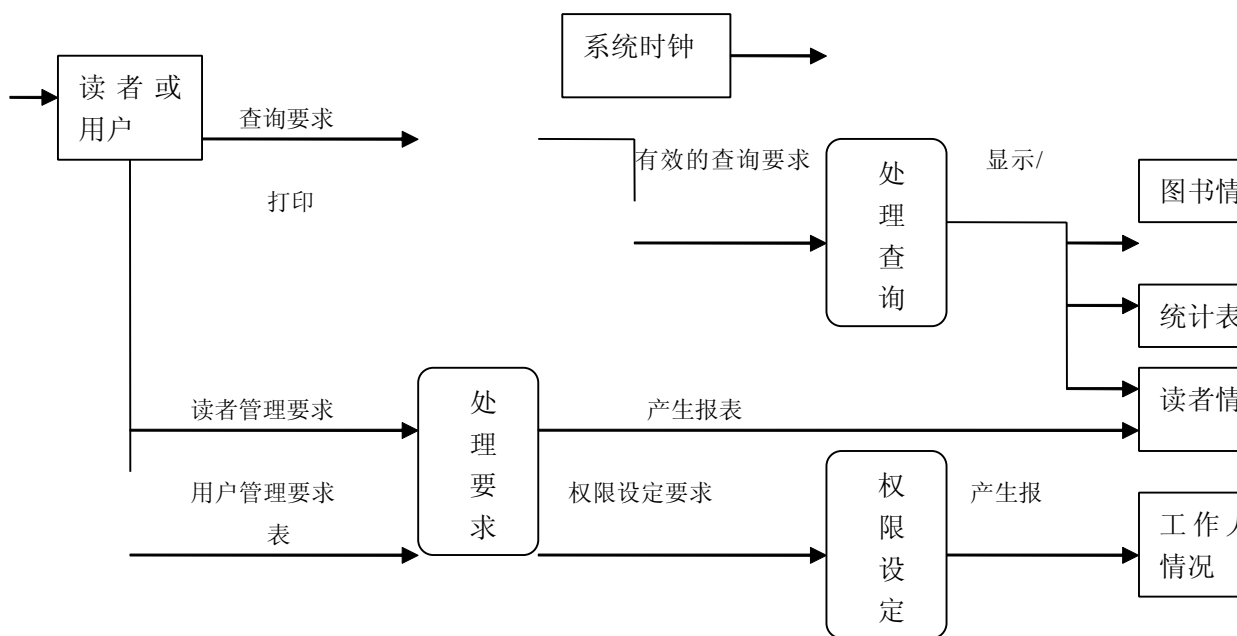 系统时钟
读者或
用户
查询要求
打印
有效的查询要求
处
理
查
询
显示/
图书情
统计表
读者情
读者管理要求
处
理
要
求
产生报表
用户管理要求
表
权限设定要求
权
限
设
定
产生报
工作
情况